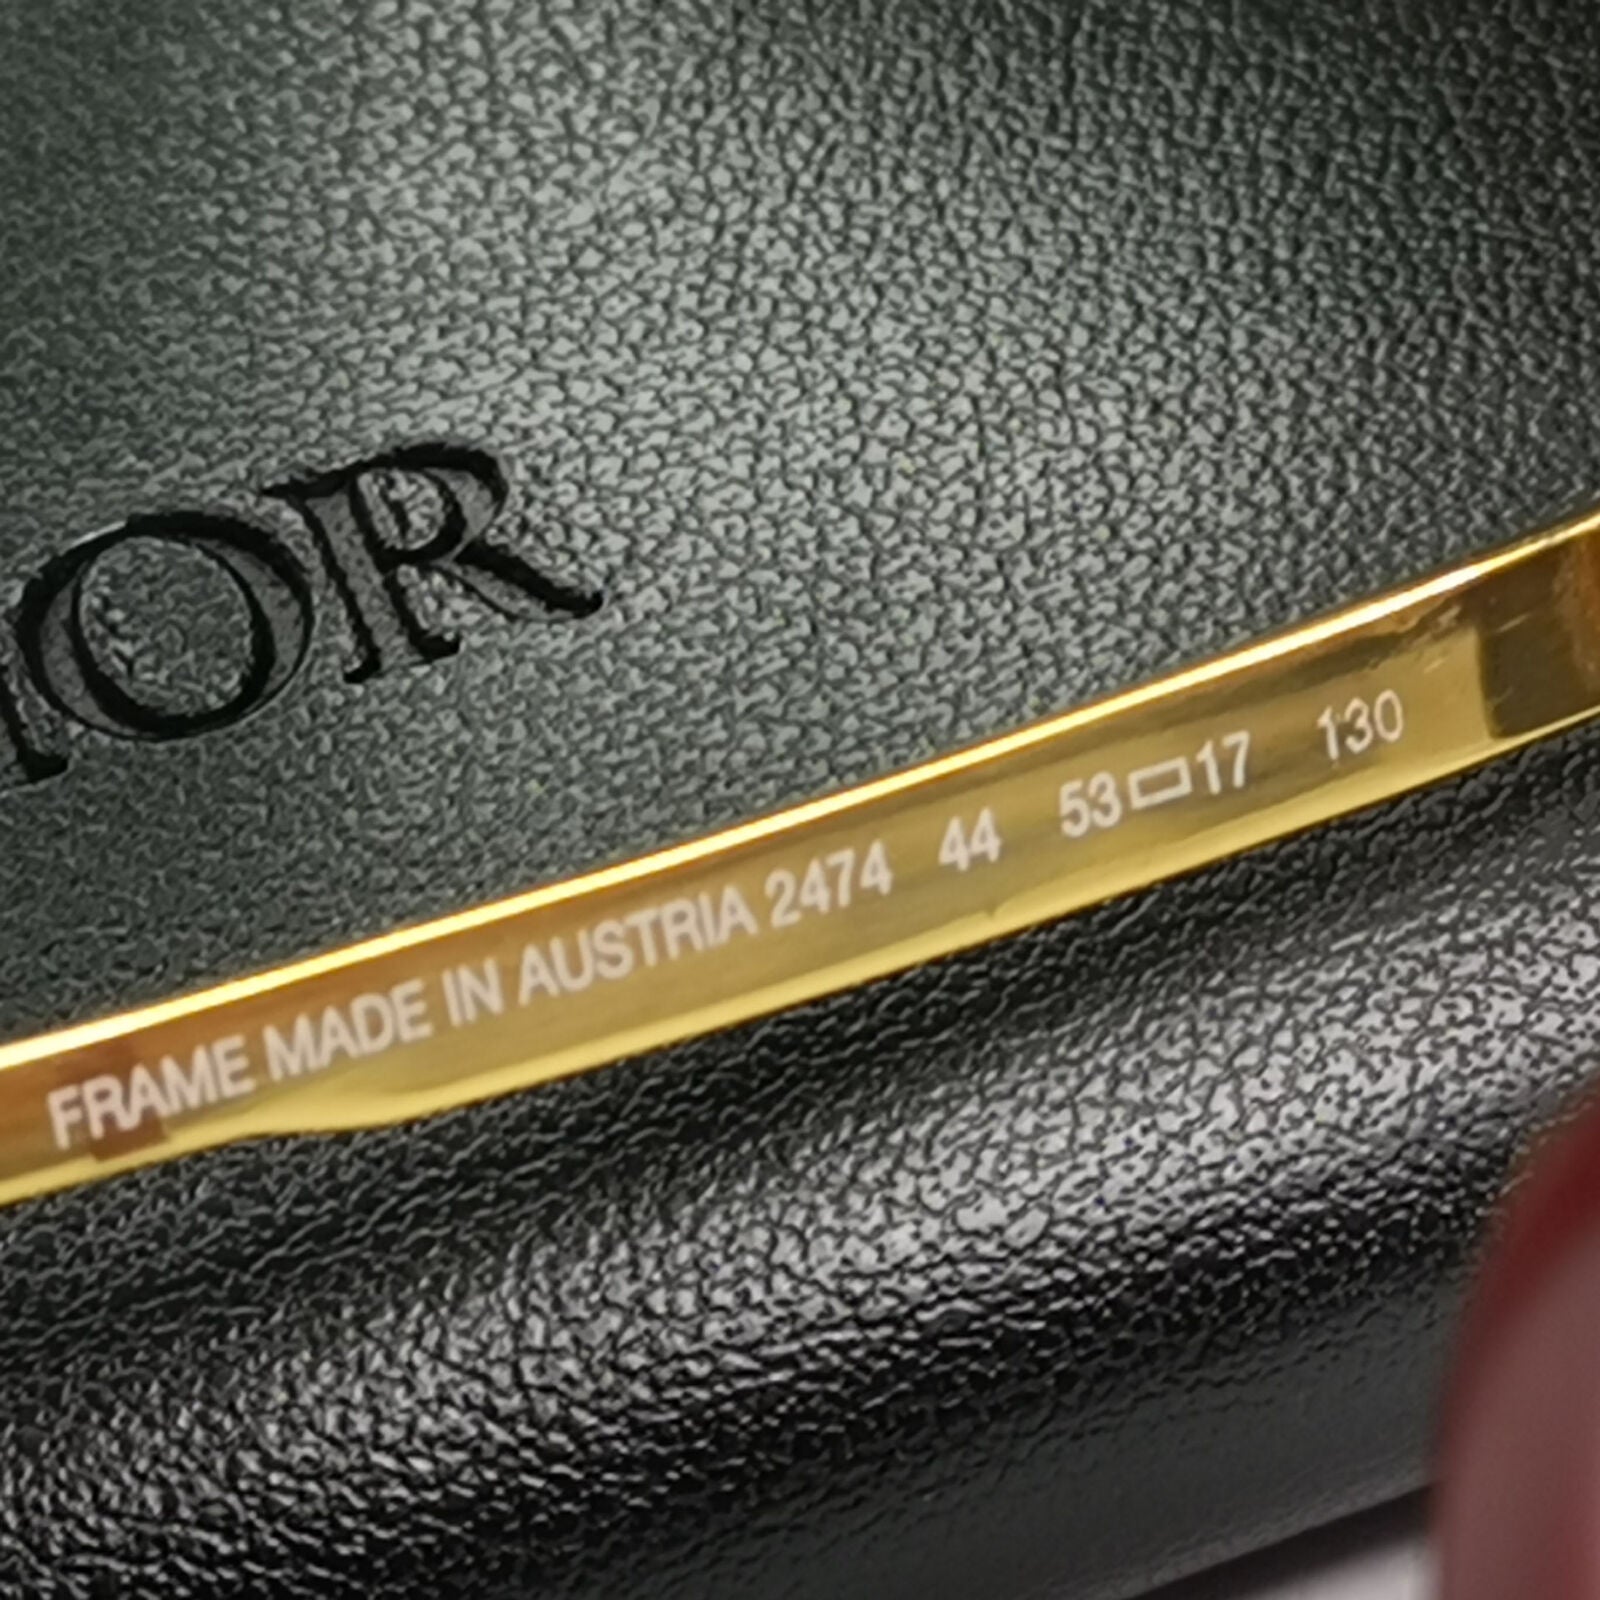 IOR
FRAME MADE IN AUSTRIA 2474 44 53▭17 130